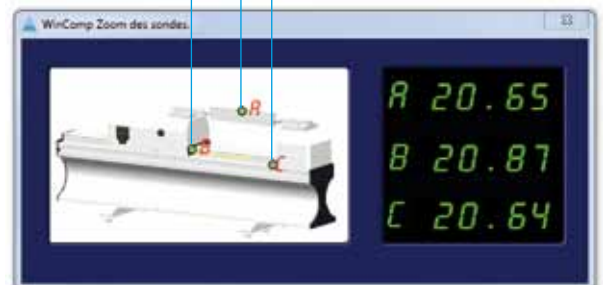 WinComp Zoom des sondes.
A
B
C
A 20.65
B 20.87
C 20.64